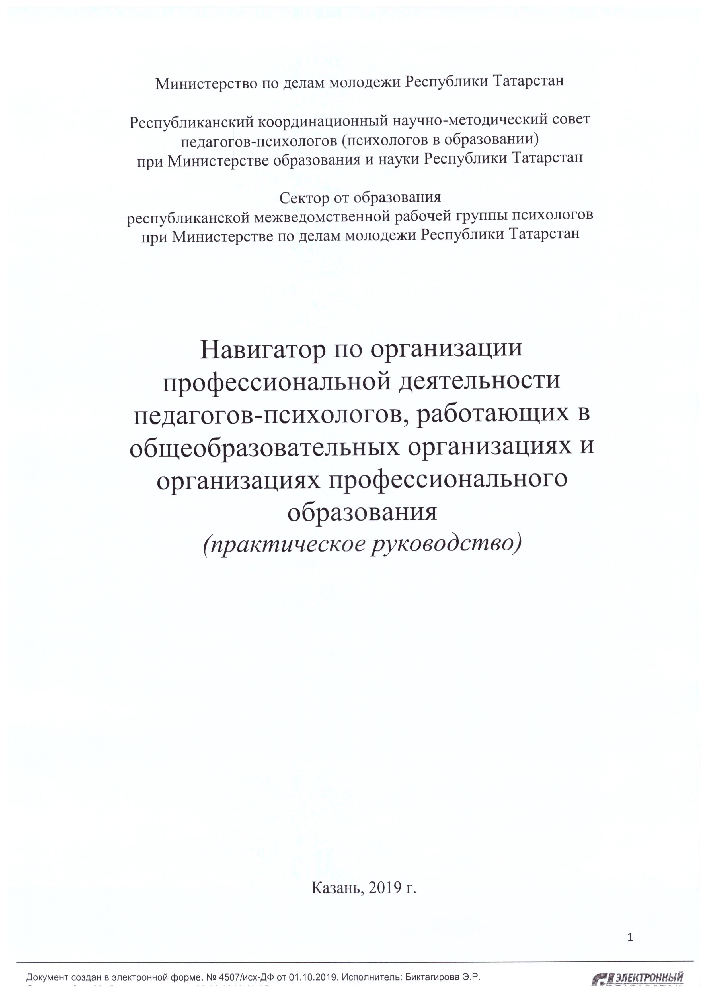 Министерство по делам молодежи Республики Татарстан
Республиканский координационный научно-методический совет
педагогов-психологов (психологов в образовании)
при Министерстве образования и науки Республики Татарстан
Сектор от образования
республиканской межведомственной рабочей группы психологов
при Министерстве по делам молодежи Республики Татарстан
Навигатор по организации
профессиональной деятельности
педагогов-психологов, работающих в
общеобразовательных организациях и
организациях профессионального
образования
(практическое руководство)
Казань, 2019 г.
1
Документ создан в электронной форме. № 4507/исх-ДФ от 01.10.2019. Исполнитель: Биктагирова Э.Р.
ЭЛЕКТРОННЫЙ